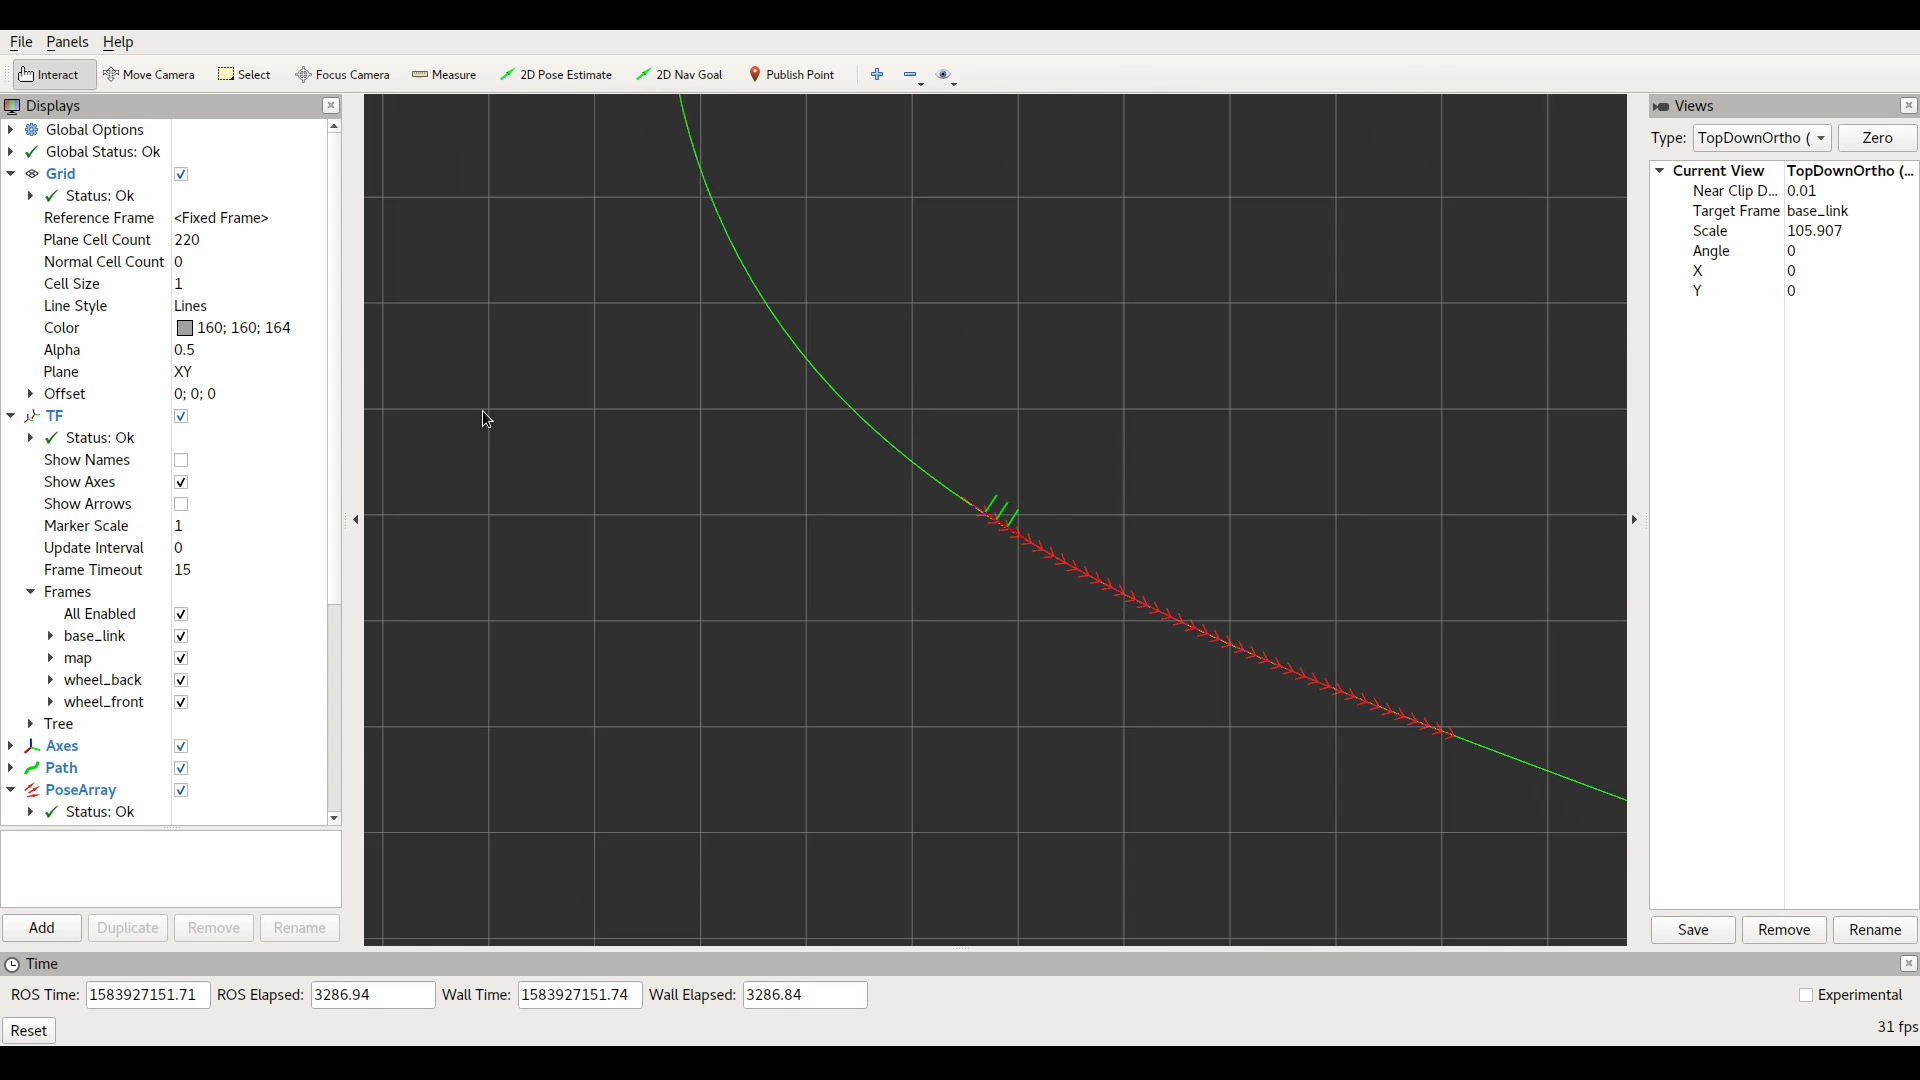 File Panels Help
Interact Move Camera Select Focus Camera Measure 2D Pose Estimate 2D Nav Goal Publish Point
Displays
Global Options
Global Status: Ok
Grid
Status: Ok
Reference Frame <Fixed Frame>
Plane Cell Count 220
Normal Cell Count 0
Cell Size 1
Line Style Lines
Color 160; 160; 164
Alpha 0.5
Plane XY
Offset 0; 0; 0
TF
Status: Ok
Show Names
Show Axes
Show Arrows
Marker Scale 1
Update Interval 0
Frame Timeout 15
Frames
All Enabled
base_link
map
wheel_back
wheel_front
Tree
Axes
Path
PoseArray
Status: Ok
Add Duplicate Remove Rename
Views
Type: TopDownOrtho ( Zero
Current View TopDownOrtho (...
Near Clip D... 0.01
Target Frame base_link
Scale 105.907
Angle 0
X 0
Y 0
Save Remove Rename
Time
ROS Time: 1583927151.71 ROS Elapsed: 3286.94 Wall Time: 1583927151.74 Wall Elapsed: 3286.84 Experimental
Reset 31 fps